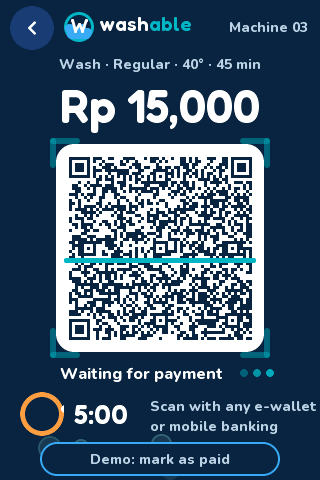 W washable
Machine 03
Wash · Regular · 40° · 45 min
Rp 15,000
Waiting for payment
5:00
Scan with any e-wallet
or mobile banking
Demo: mark as paid